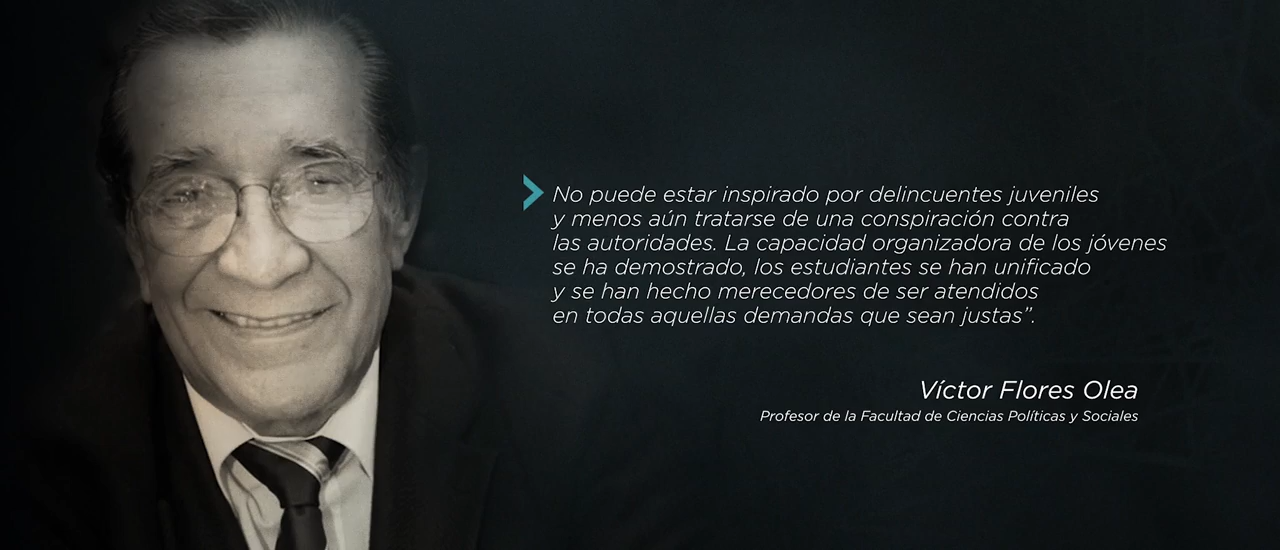 No puede estar inspirado por delincuentes juveniles
y menos aún tratarse de una conspiración contra
las autoridades. La capacidad organizadora de los jóvenes
se ha demostrado, los estudiantes se han unificado
y se han hecho merecedores de ser atendidos
en todas aquellas demandas que sean justas”.
Víctor Flores Olea
Profesor de la Facultad de Ciencias Políticas y Sociales